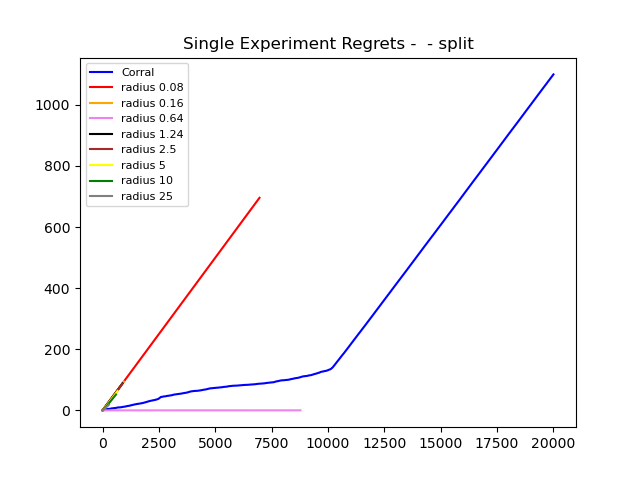 Single Experiment Regrets -  - split
Corral
radius 0.08
radius 0.16
radius 0.64
radius 1.24
radius 2.5
radius 5
radius 10
radius 25
1000
800
600
400
200
0
0 2500 5000 7500 10000 12500 15000 17500 20000